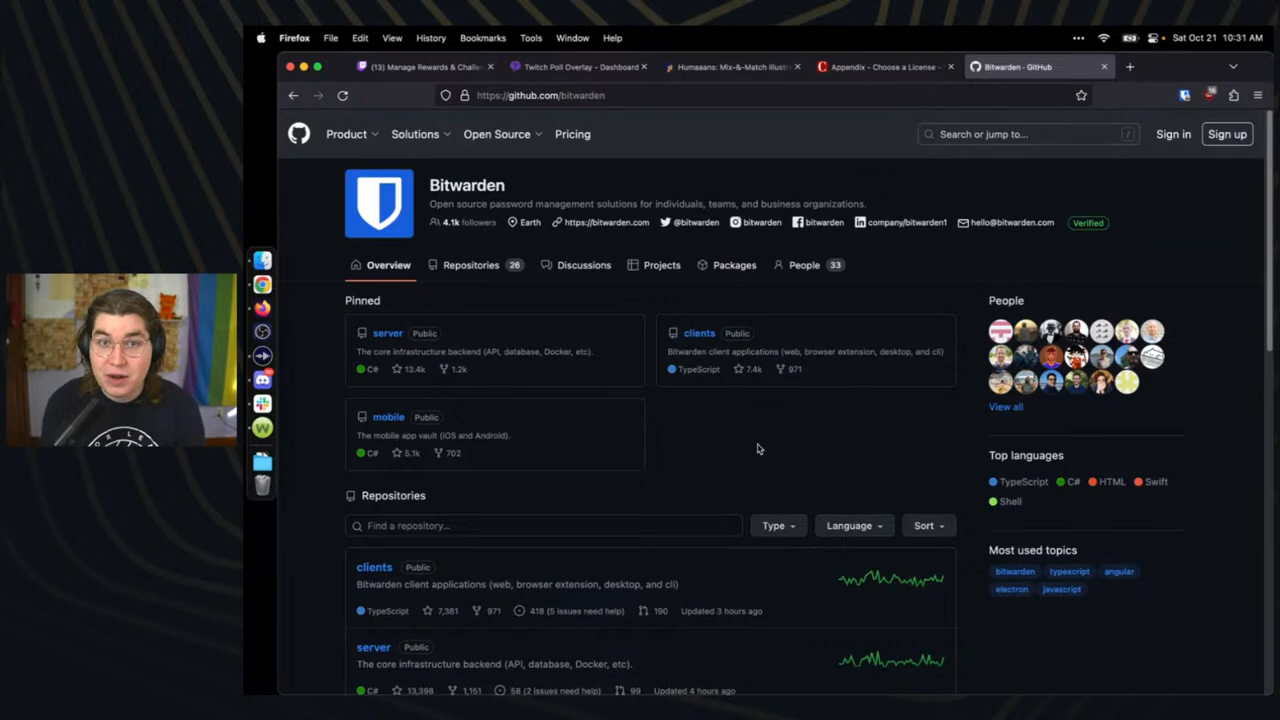 Firefox File Edit View History Bookmarks Tools Window Help
Sat Oct 21 10:31 AM
(13) Manage Rewards & Challe
Twitch Poll Overlay - Dashboard
Humaaans: Mix-&-Match illustr
Appendix - Choose a License -
Bitwarden - GitHub
https://github.com/bitwarden
16
Product Solutions Open Source Pricing
Search or jump to... /
Sign in Sign up
Bitwarden
Open source password management solutions for individuals, teams, and business organizations.
4.1k followers Earth https://bitwarden.com @bitwarden bitwarden bitwarden company/bitwarden1 hello@bitwarden.com Verified
Overview Repositories 26 Discussions Projects Packages People 33
Pinned
server Public
The core infrastructure backend (API, database, Docker, etc).
C# 13.4k 1.2k
clients Public
Bitwarden client applications (web, browser extension, desktop, and cli)
TypeScript 7.4k 971
mobile Public
The mobile app vault (iOS and Android).
C# 5.1k 702
People
View all
Top languages
TypeScript C# HTML Swift
Shell
Most used topics
bitwarden typescript angular
electron javascript
Repositories
Find a repository...
Type Language Sort
clients Public
Bitwarden client applications (web, browser extension, desktop, and cli)
TypeScript 7,381 971 418 (5 issues need help) 190 Updated 3 hours ago
server Public
The core infrastructure backend (API, database, Docker, etc).
C# 13,398 1,151 58 (2 issues need help) 99 Updated 4 hours ago